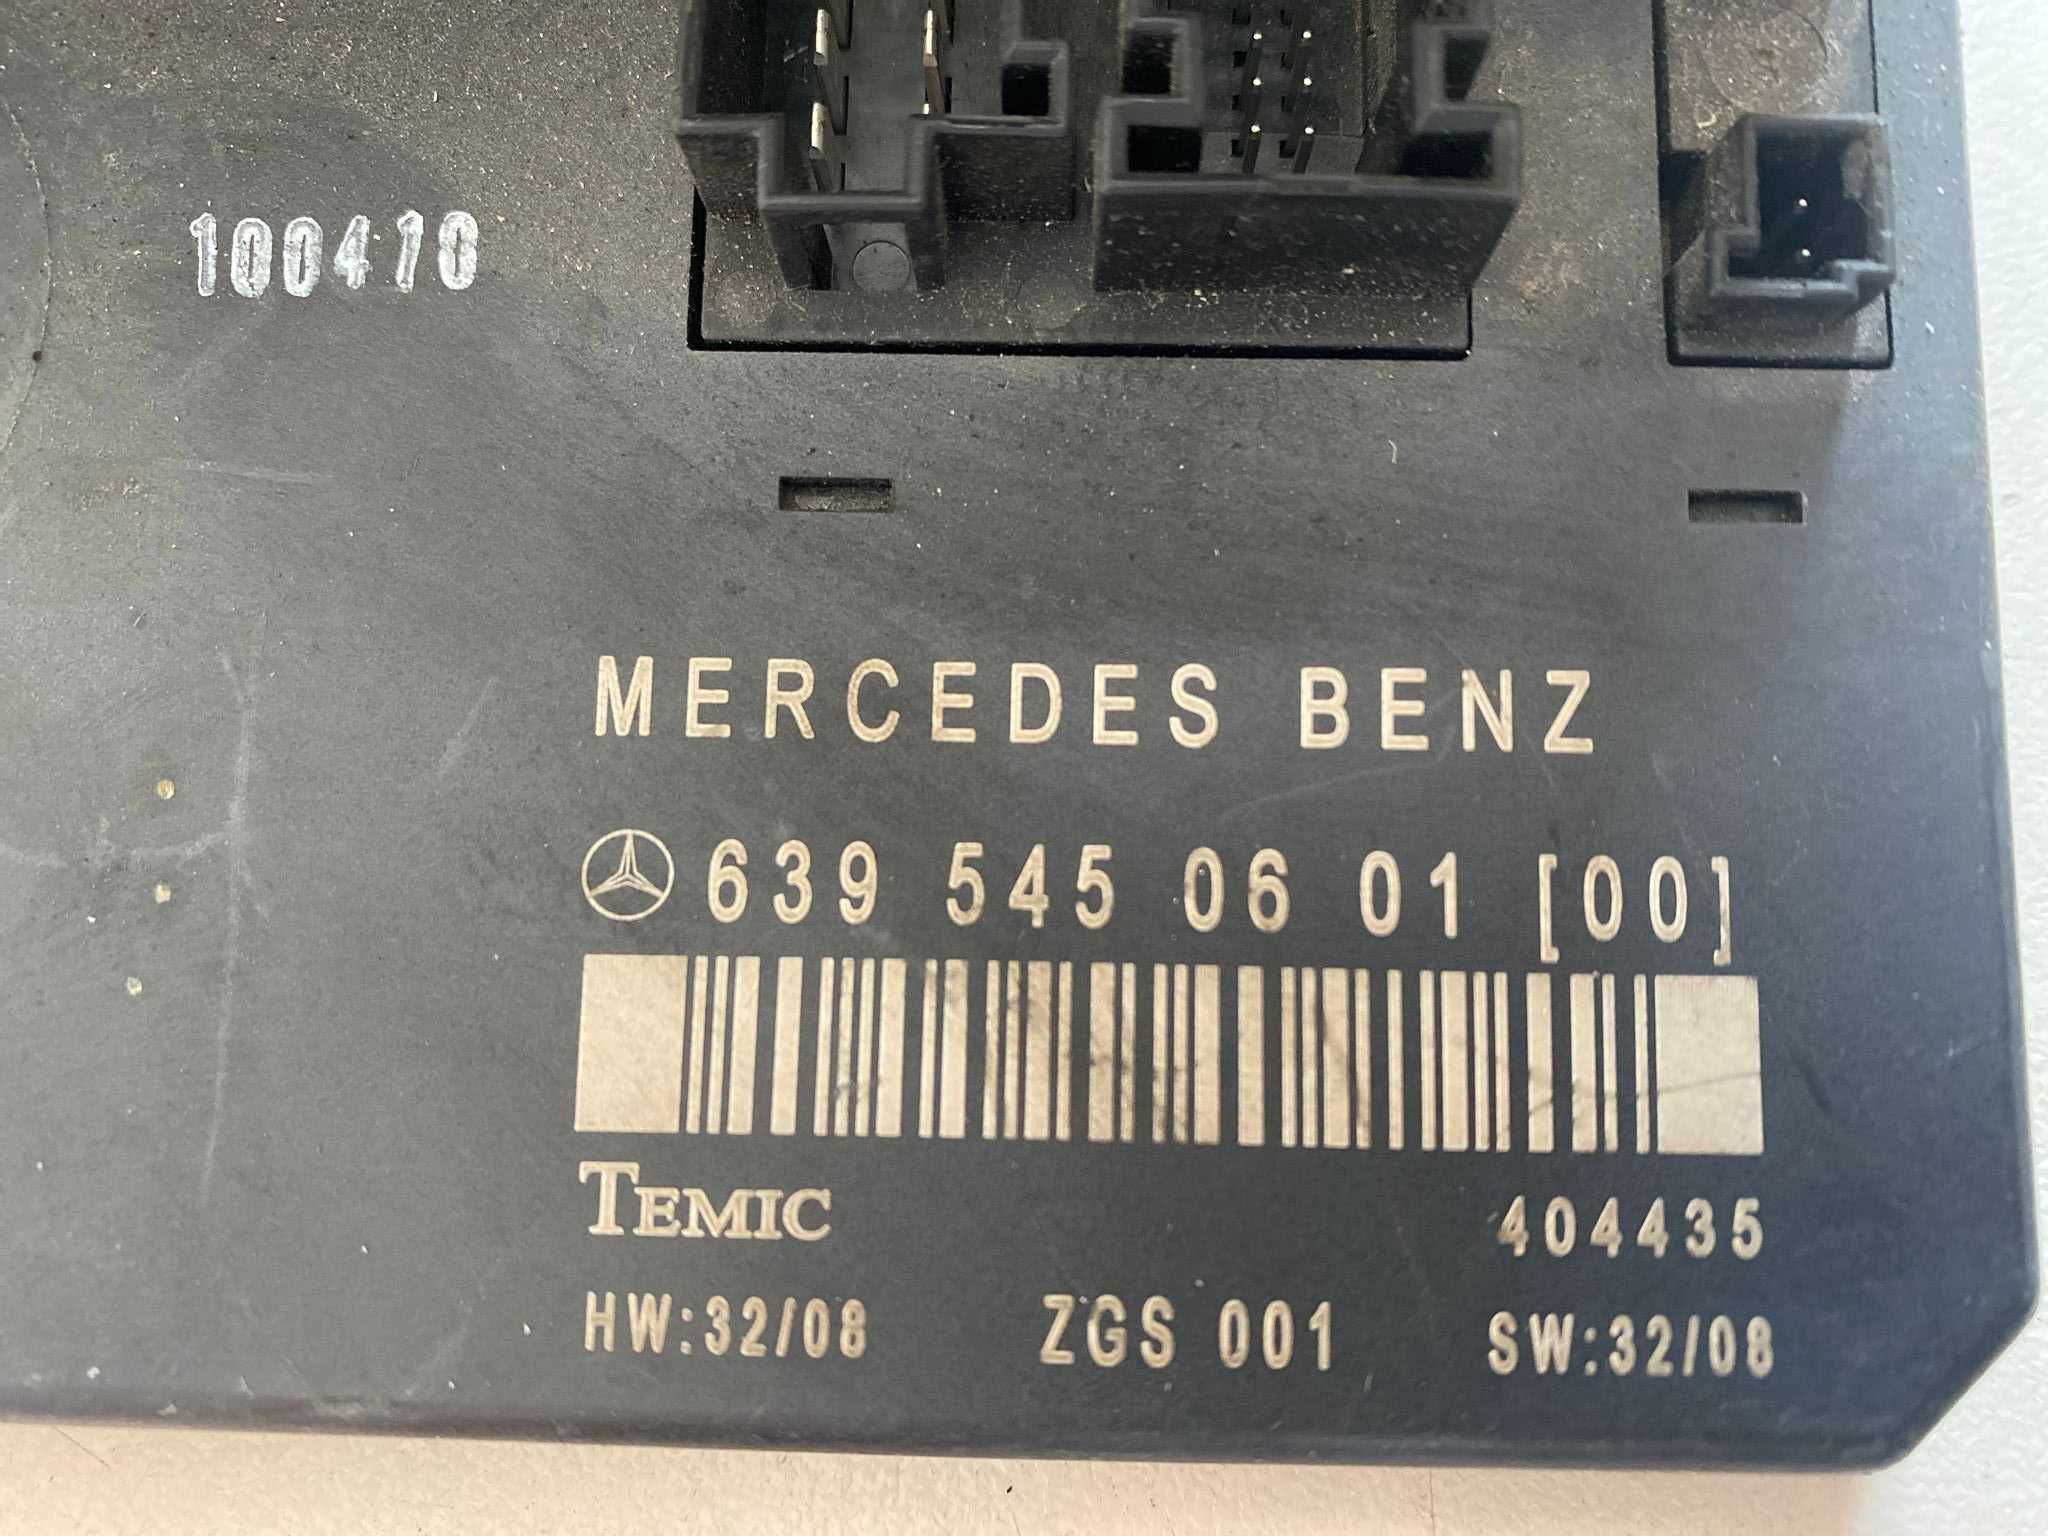 100410
MERCEDES BENZ
639 545 06 01 [00]
TEMIC
404435
HW:32/08 ZGS 001 SW:32/08